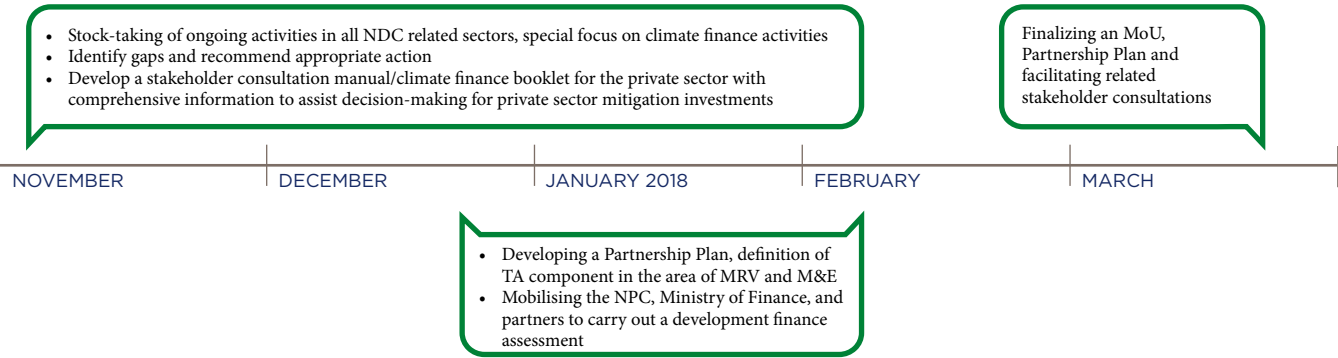 • Stock-taking of ongoing activities in all NDC related sectors, special focus on climate finance activities
• Identify gaps and recommend appropriate action
• Develop a stakeholder consultation manual/climate finance booklet for the private sector with
comprehensive information to assist decision-making for private sector mitigation investments
Finalizing an MoU,
Partnership Plan and
facilitating related
stakeholder consultations
NOVEMBER
DECEMBER
JANUARY 2018
FEBRUARY
MARCH
• Developing a Partnership Plan, definition of
TA component in the area of MRV and M&E
• Mobilising the NPC, Ministry of Finance, and
partners to carry out a development finance
assessment